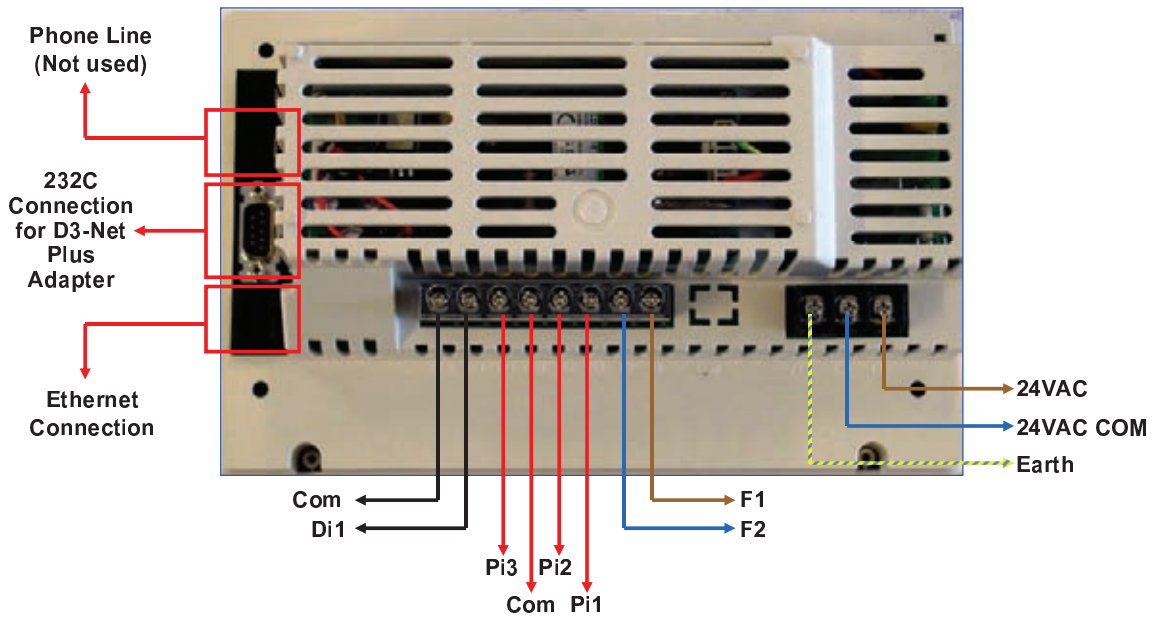 Phone Line
(Not used)
232C
Connection
for D3-Net
Plus
Adapter
Ethernet
Connection
24VAC
24VAC COM
Earth
Com
Di1
F1
F2
Pi3
Pi2
Com
Pi1